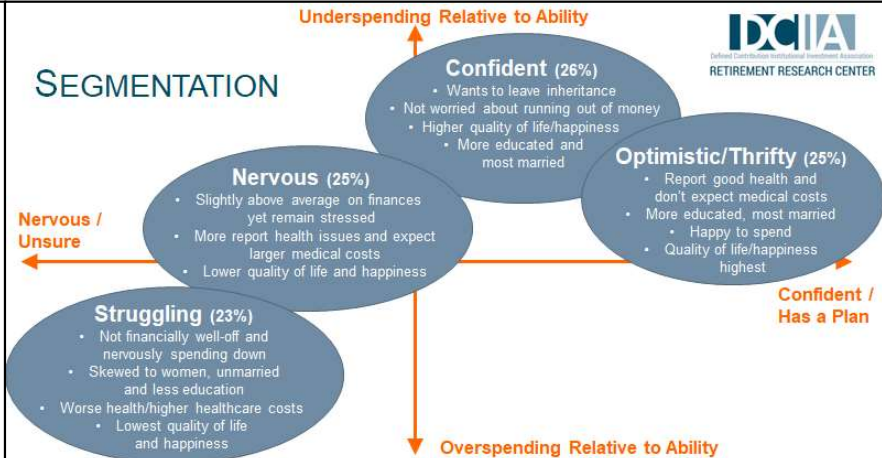 Underspending Relative to Ability
DCIIA
Defined Contribution Institutional Investment Association
RETIREMENT RESEARCH CENTER
SEGMENTATION
Confident (26%)
• Wants to leave inheritance
• Not worried about running out of money
• Higher quality of life/happiness
• More educated and
most married
Optimistic/Thrifty (25%)
• Report good health and
don't expect medical costs
• More educated, most married
• Happy to spend
• Quality of life/happiness
highest
Nervous (25%)
• Slightly above average on finances
yet remain stressed
• More report health issues and expect
larger medical costs
• Lower quality of life and happiness
Nervous /
Unsure
Confident /
Has a Plan
Struggling (23%)
• Not financially well-off and
nervously spending down
• Skewed to women, unmarried
and less education
• Worse health/higher healthcare costs
• Lowest quality of life
and happiness
Overspending Relative to Ability